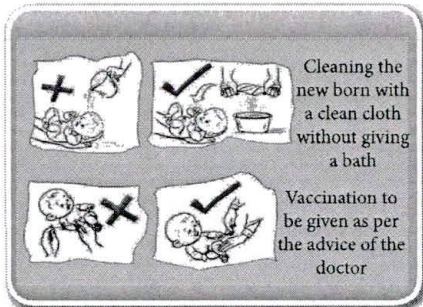 Cleaning the
new born with
a clean cloth
without giving
a bath
Vaccination to
be given as per
the advice of the
doctor